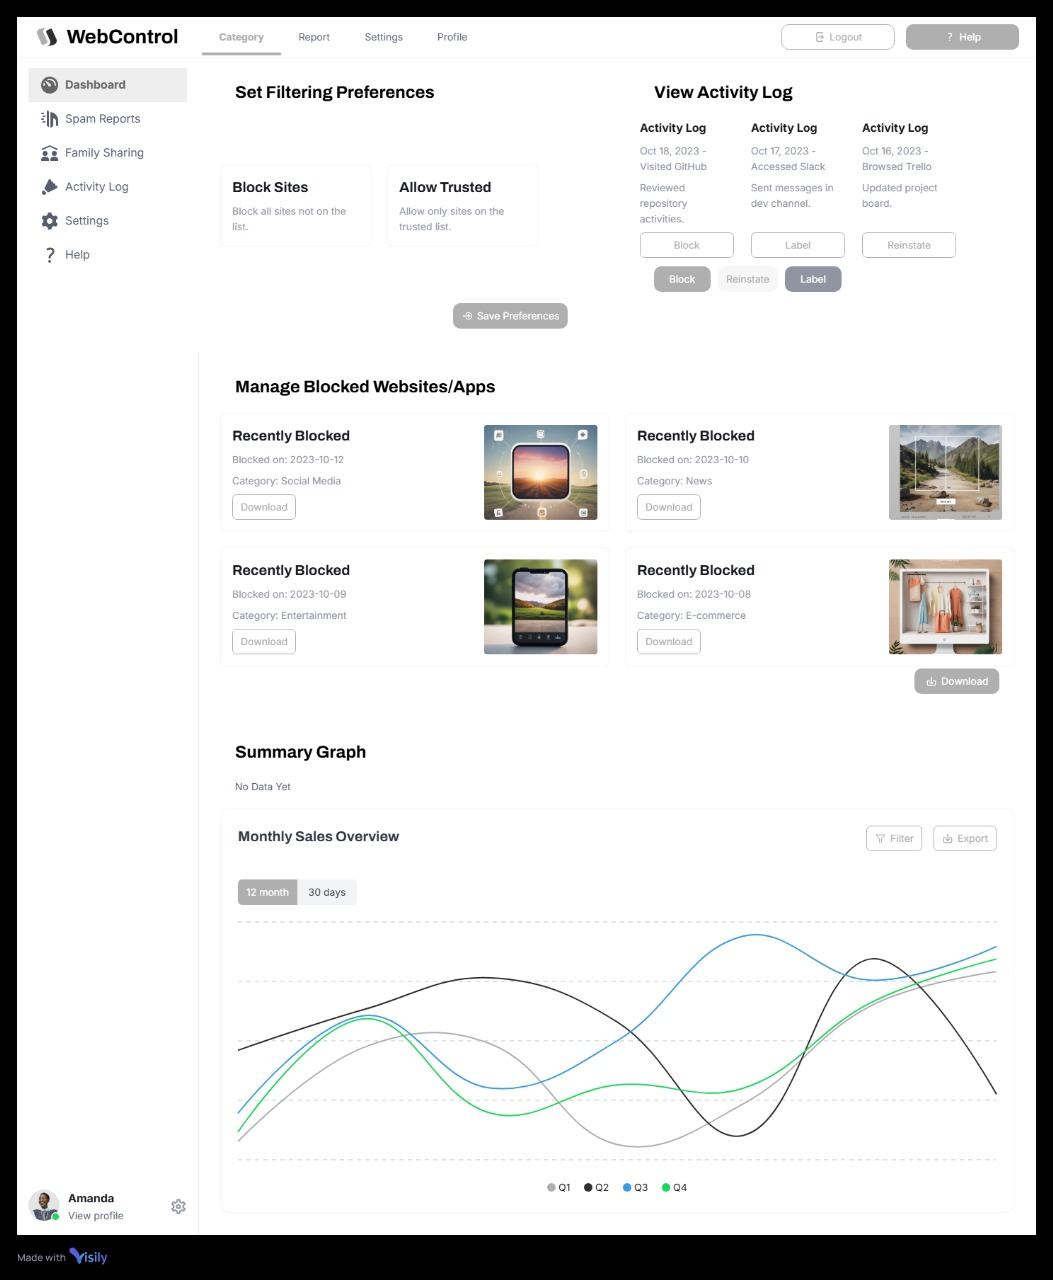 WebControl
Category
Report
Settings
Profile
Logout
? Help
Dashboard
Spam Reports
Family Sharing
Activity Log
Settings
? Help
Set Filtering Preferences
Block Sites
Block all sites not on the
list.
Allow Trusted
Allow only sites on the
trusted list.
Save Preferences
View Activity Log
Activity Log
Oct 18, 2023 -
Visited GitHub
Reviewed
repository
activities.
Block
Activity Log
Oct 17, 2023 -
Accessed Slack
Sent messages in
dev channel.
Label
Activity Log
Oct 16, 2023 -
Browsed Trello
Updated project
board.
Reinstate
Block
Reinstate
Label
Manage Blocked Websites/Apps
Recently Blocked
Blocked on: 2023-10-12
Category: Social Media
Download
Recently Blocked
Blocked on: 2023-10-10
Category: News
Download
Recently Blocked
Blocked on: 2023-10-09
Category: Entertainment
Download
Recently Blocked
Blocked on: 2023-10-08
Category: E-commerce
Download
Download
Summary Graph
No Data Yet
Monthly Sales Overview
Filter
Export
12 month
30 days
Q1
Q2
Q3
Q4
Amanda
View profile
Made with Visily